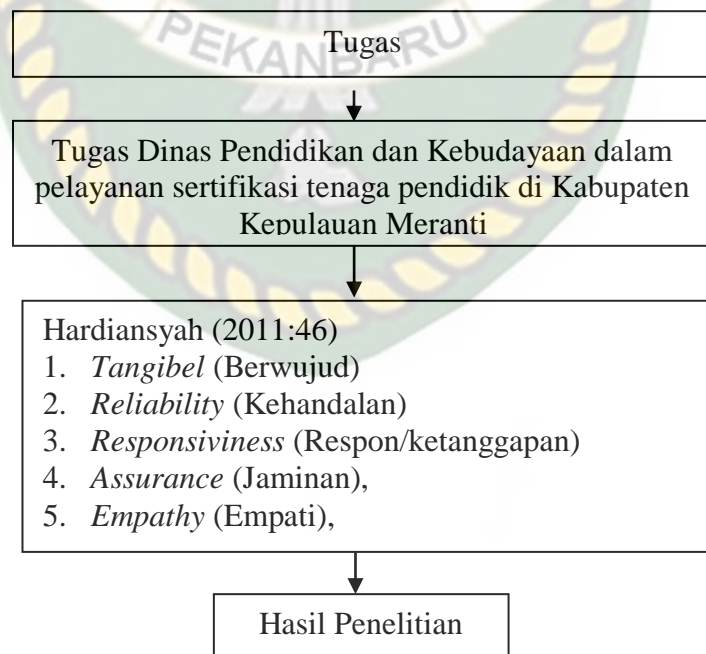 PEKANBARU
Tugas
Tugas Dinas Pendidikan dan Kebudayaan dalam
pelayanan sertifikasi tenaga pendidik di Kabupaten
Kepulauan Meranti
Hardiansyah (2011:46)
1. Tangibel (Berwujud)
2. Reliability (Kehandalan)
3. Responsiviness (Respon/ketanggapan)
4. Assurance (Jaminan),
5. Empathy (Empati),
Hasil Penelitian